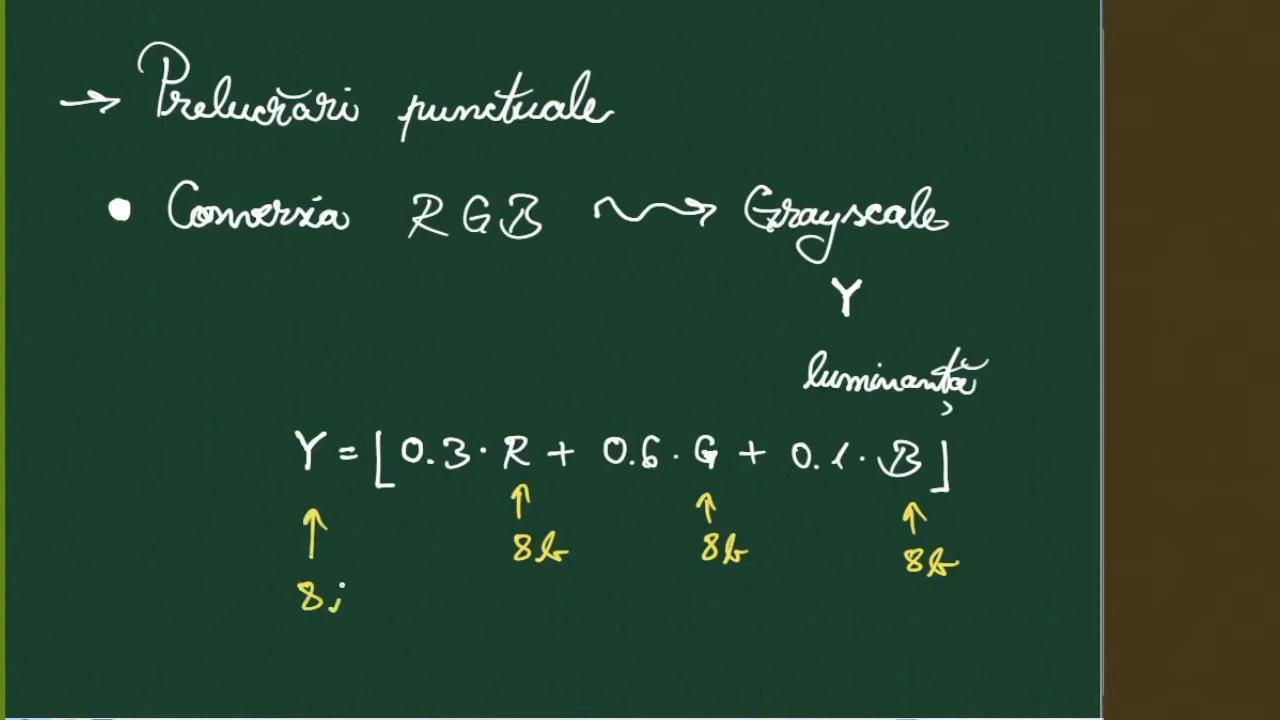 → Prelucrări punctuale
• Conversia RGB ⟿ Grayscale
Y
luminanță
Y = ⌊0.3 · R + 0.6 · G + 0.1 · B⌋
↑ ↑ ↑ ↑
8b 8b 8b
8